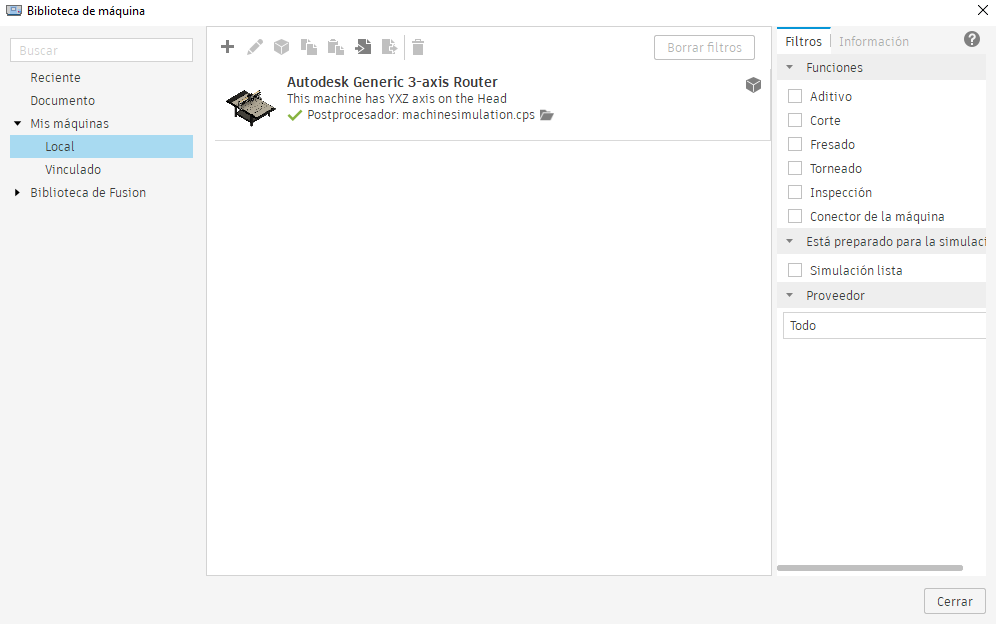 Biblioteca de máquina
Buscar
Reciente
Documento
Mis máquinas
Local
Vinculado
Biblioteca de Fusion
Borrar filtros
Autodesk Generic 3-axis Router
This machine has YXZ axis on the Head
Postprocesador: machinesimulation.cps
Filtros
Información
Funciones
Aditivo
Corte
Fresado
Torneado
Inspección
Conector de la máquina
Está preparado para la simulaci
Simulación lista
Proveedor
Todo
Cerrar